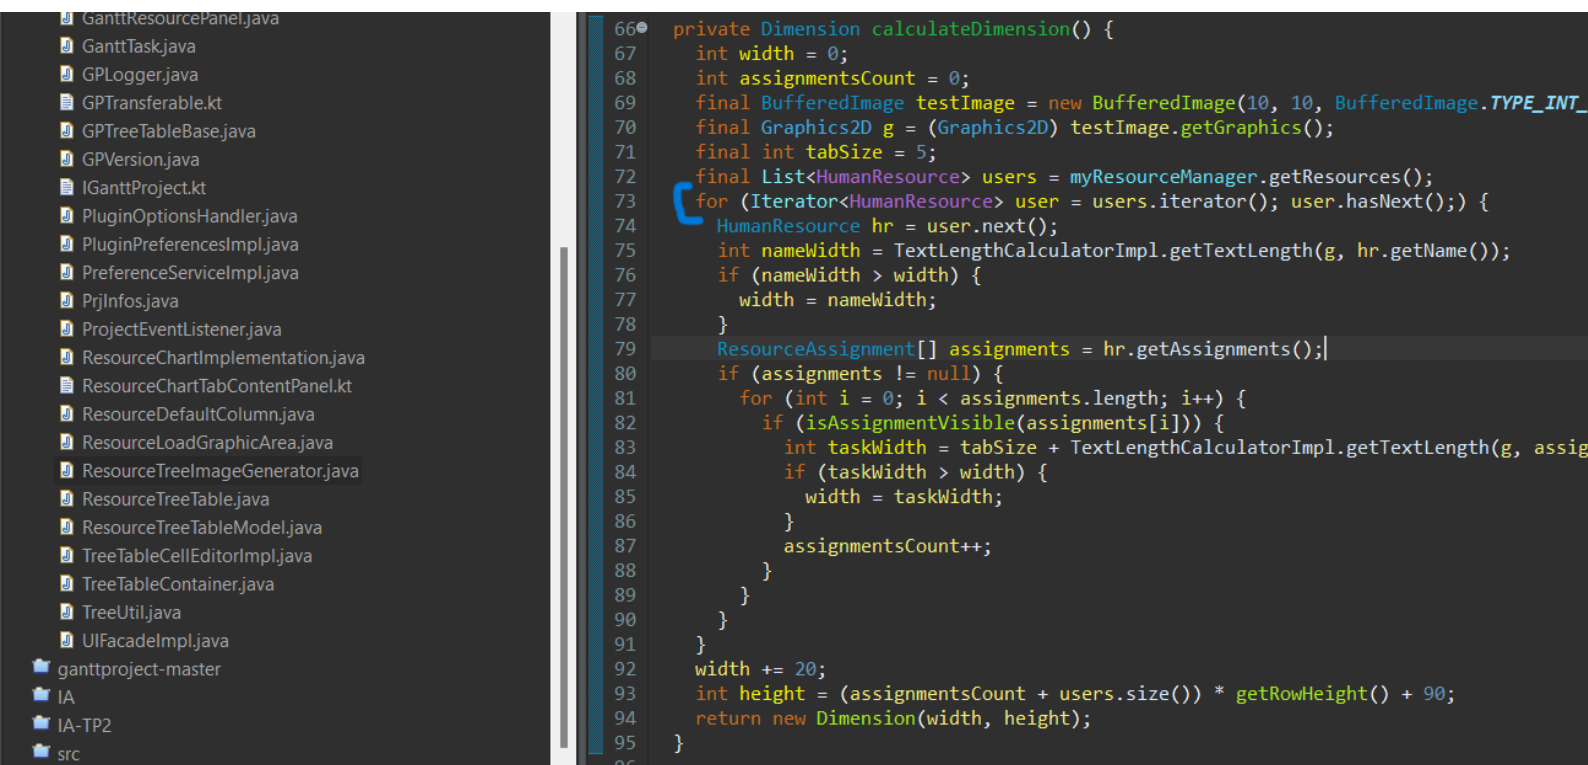 GanttResourcePanel.java
GanttTask.java
GPLogger.java
GPTransferable.kt
GPTreeTableBase.java
GPVersion.java
IGanttProject.kt
PluginOptionsHandler.java
PluginPreferencesImpl.java
PreferenceServiceImpl.java
PrjInfos.java
ProjectEventListener.java
ResourceChartImplementation.java
ResourceChartTabContentPanel.kt
ResourceDefaultColumn.java
ResourceLoadGraphicArea.java
ResourceTreeImageGenerator.java
ResourceTreeTable.java
ResourceTreeTableModel.java
TreeTableCellEditorImpl.java
TreeTableContainer.java
TreeUtil.java
UIFacadeImpl.java
ganttproject-master
IA
IA-TP2
src
66 private Dimension calculateDimension() {
67 int width = 0;
68 int assignmentsCount = 0;
69 final BufferedImage testImage = new BufferedImage(10, 10, BufferedImage.TYPE_INT_
70 final Graphics2D g = (Graphics2D) testImage.getGraphics();
71 final int tabSize = 5;
72 final List<HumanResource> users = myResourceManager.getResources();
73 for (Iterator<HumanResource> user = users.iterator(); user.hasNext();) {
74 HumanResource hr = user.next();
75 int nameWidth = TextLengthCalculatorImpl.getTextLength(g, hr.getName());
76 if (nameWidth > width) {
77 width = nameWidth;
78 }
79 ResourceAssignment[] assignments = hr.getAssignments();
80 if (assignments != null) {
81 for (int i = 0; i < assignments.length; i++) {
82 if (isAssignmentVisible(assignments[i])) {
83 int taskWidth = tabSize + TextLengthCalculatorImpl.getTextLength(g, assig
84 if (taskWidth > width) {
85 width = taskWidth;
86 }
87 assignmentsCount++;
88 }
89 }
90 }
91 }
92 width += 20;
93 int height = (assignmentsCount + users.size()) * getRowHeight() + 90;
94 return new Dimension(width, height);
95 }